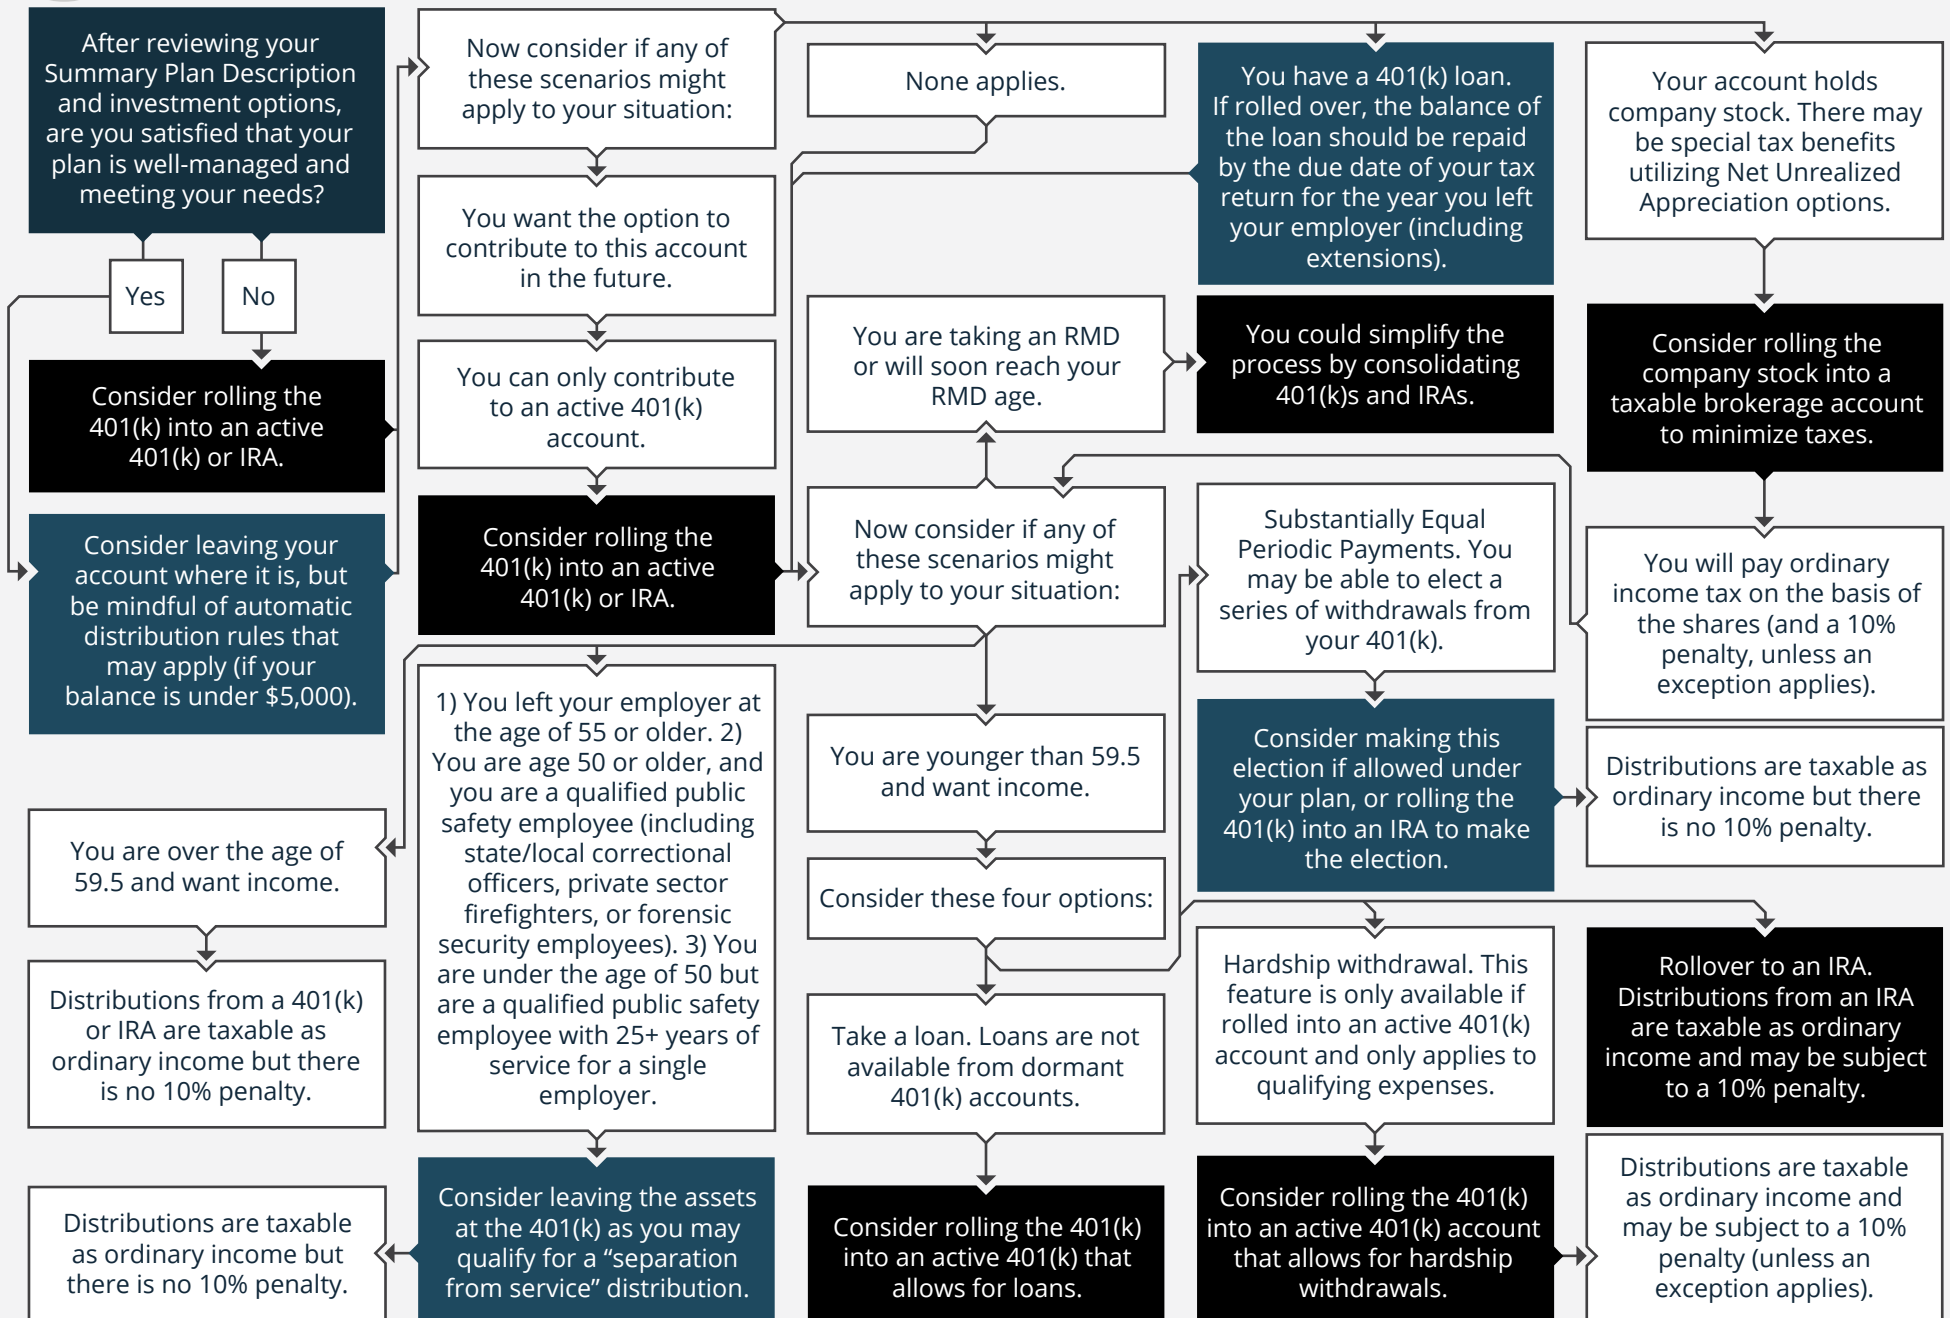 After reviewing your
Summary Plan Description
and investment options,
are you satisfied that your
plan is well-managed and
meeting your needs?
Yes
No
Consider rolling the
401(k) into an active
401(k) or IRA.
Consider leaving your
account where it is, but
be mindful of automatic
distribution rules that
may apply (if your
balance is under $5,000).
Now consider if any of
these scenarios might
apply to your situation:
You want the option to
contribute to this account
in the future.
You can only contribute
to an active 401(k)
account.
Consider rolling the
401(k) into an active
401(k) or IRA.
None applies.
You have a 401(k) loan.
If rolled over, the balance of
the loan should be repaid
by the due date of your tax
return for the year you left
your employer (including
extensions).
Your account holds
company stock. There may
be special tax benefits
utilizing Net Unrealized
Appreciation options.
Consider rolling the
company stock into a
taxable brokerage account
to minimize taxes.
You will pay ordinary
income tax on the basis of
the shares (and a 10%
penalty, unless an
exception applies).
Now consider if any of
these scenarios might
apply to your situation:
You are taking an RMD
or will soon reach your
RMD age.
You could simplify the
process by consolidating
401(k)s and IRAs.
You are over the age of
59.5 and want income.
Distributions from a 401(k)
or IRA are taxable as
ordinary income but there
is no 10% penalty.
1) You left your employer at
the age of 55 or older. 2)
You are age 50 or older, and
you are a qualified public
safety employee (including
state/local correctional
officers, private sector
firefighters, or forensic
security employees). 3) You
are under the age of 50 but
are a qualified public safety
employee with 25+ years of
service for a single
employer.
Consider leaving the assets
at the 401(k) as you may
qualify for a “separation
from service” distribution.
Distributions are taxable
as ordinary income but
there is no 10% penalty.
You are younger than 59.5
and want income.
Consider these four options:
Take a loan. Loans are not
available from dormant
401(k) accounts.
Consider rolling the 401(k)
into an active 401(k) that
allows for loans.
Substantially Equal
Periodic Payments. You
may be able to elect a
series of withdrawals from
your 401(k).
Consider making this
election if allowed under
your plan, or rolling the
401(k) into an IRA to make
the election.
Distributions are taxable as
ordinary income but there
is no 10% penalty.
Hardship withdrawal. This
feature is only available if
rolled into an active 401(k)
account and only applies to
qualifying expenses.
Consider rolling the 401(k)
into an active 401(k) account
that allows for hardship
withdrawals.
Distributions are taxable
as ordinary income and
may be subject to a 10%
penalty (unless an
exception applies).
Rollover to an IRA.
Distributions from an IRA
are taxable as ordinary
income and may be subject
to a 10% penalty.